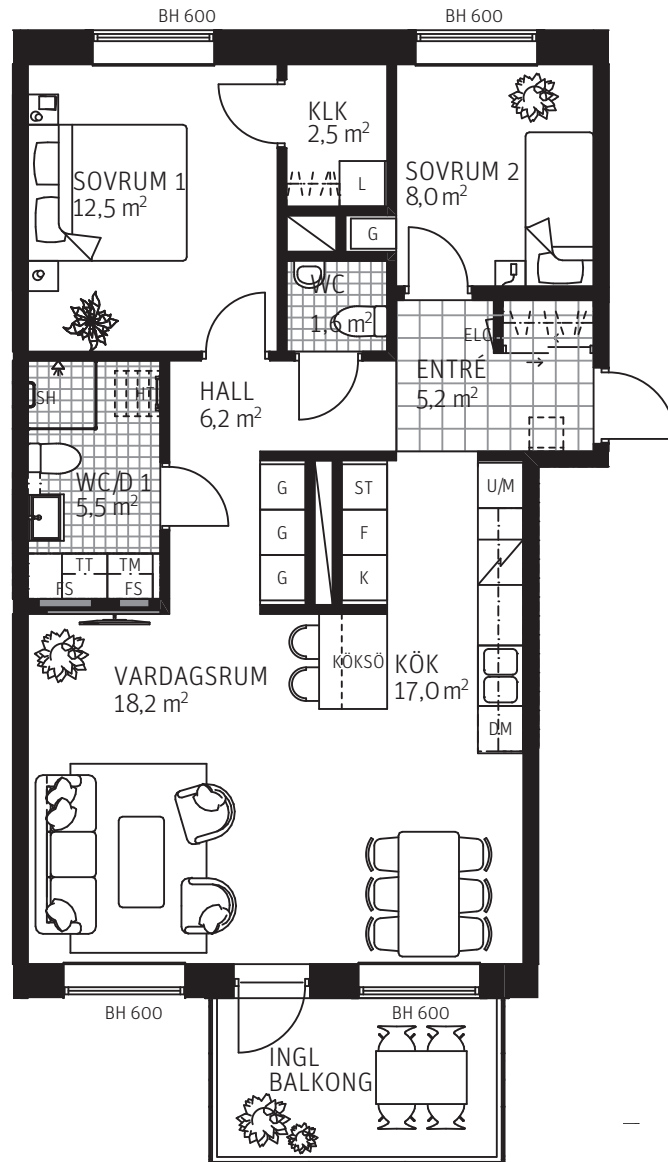 BH 600
BH 600
KLK
2,5 m²
SOVRUM 1
12,5 m²
SOVRUM 2
8,0 m²
L
G
WC
1,6 m²
ELC
ENTRÉ
5,2 m²
HALL
6,2 m²
SH
HT
WC/D 1
5,5 m²
G
ST
U/M
G
F
G
K
TT
TM
FS
FS
VARDAGSRUM
18,2 m²
KÖKSÖ
KÖK
17,0 m²
DM
BH 600
BH 600
INGL
BALKONG